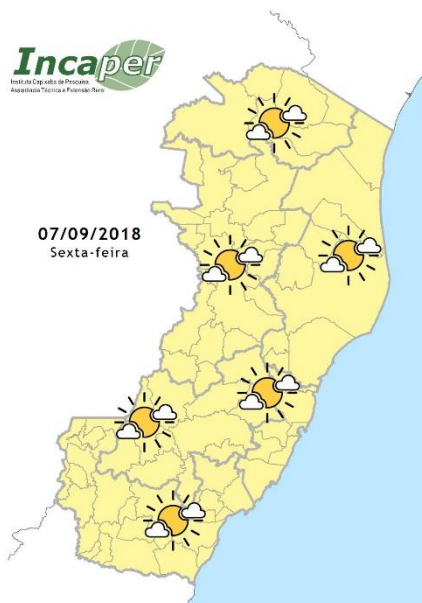 Incaper
Instituto Capixaba de Pesquisa
Assistência Técnica e Extensão Rural
07/09/2018
Sexta-feira